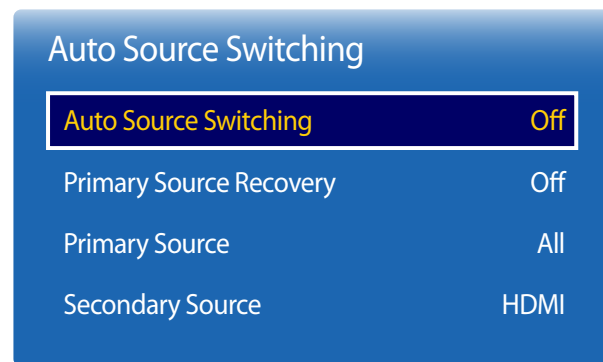 Auto Source Switching
Auto Source Switching Off
Primary Source Recovery Off
Primary Source All
Secondary Source HDMI